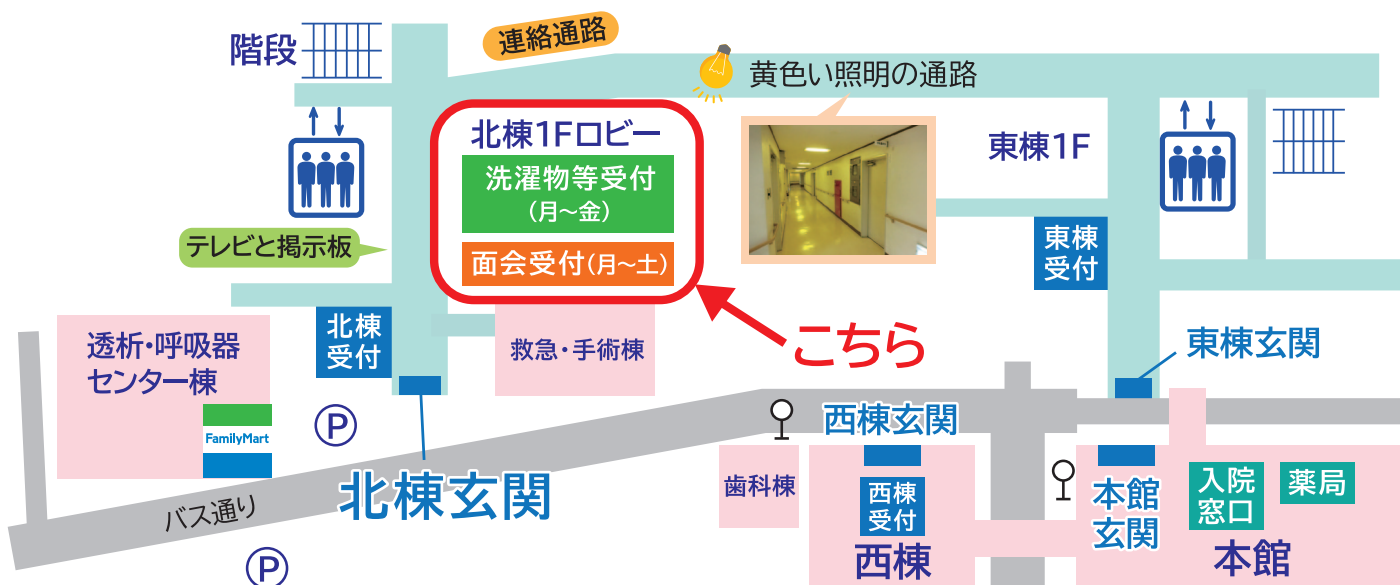 階段
連絡通路
黄色い照明の通路
北棟1Fロビー
洗濯物等受付
(月~金)
面会受付(月~土)
東棟1F
テレビと掲示板
東棟
受付
北棟
受付
こちら
救急・手術棟
透析・呼吸器
センター棟
FamilyMart
P
東棟玄関
西棟玄関
北棟玄関
バス通り
P
歯科棟
西棟
受付
西棟
本館
玄関
入院
窓口
薬局
本館